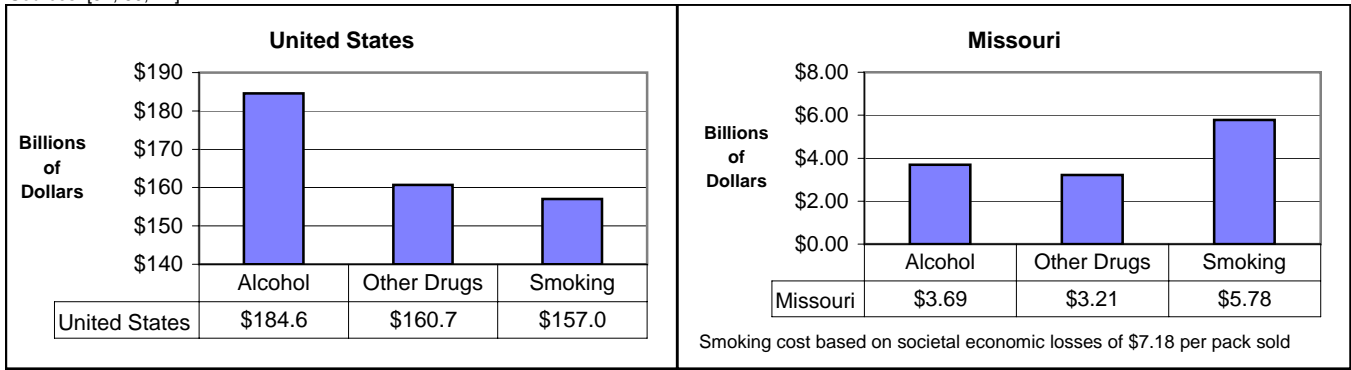 United States
$190
$180
$170
$160
$150
$140
Billions
of
Dollars
Alcohol Other Drugs Smoking
United States $184.6 $160.7 $157.0
Missouri
$8.00
$6.00
$4.00
$2.00
$0.00
Billions
of
Dollars
Alcohol Other Drugs Smoking
Missouri $3.69 $3.21 $5.78
Smoking cost based on societal economic losses of $7.18 per pack sold